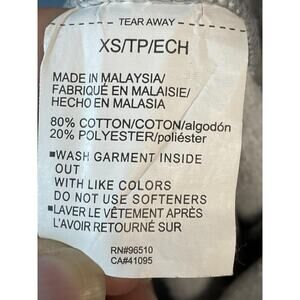 TEAR AWAY
XS/TP/ECH
MADE IN MALAYSIA/
FABRIQUÉ EN MALAISIE/
HECHO EN MALASIA
80% COTTON/COTON/algodón
20% POLYESTER/poliéster
▪WASH GARMENT INSIDE
OUT
WITH LIKE COLORS
DO NOT USE SOFTENERS
▪LAVER LE VÊTEMENT APRÈS
L'AVOIR RETOURNÉ SUR
RN#96510
CA#41095